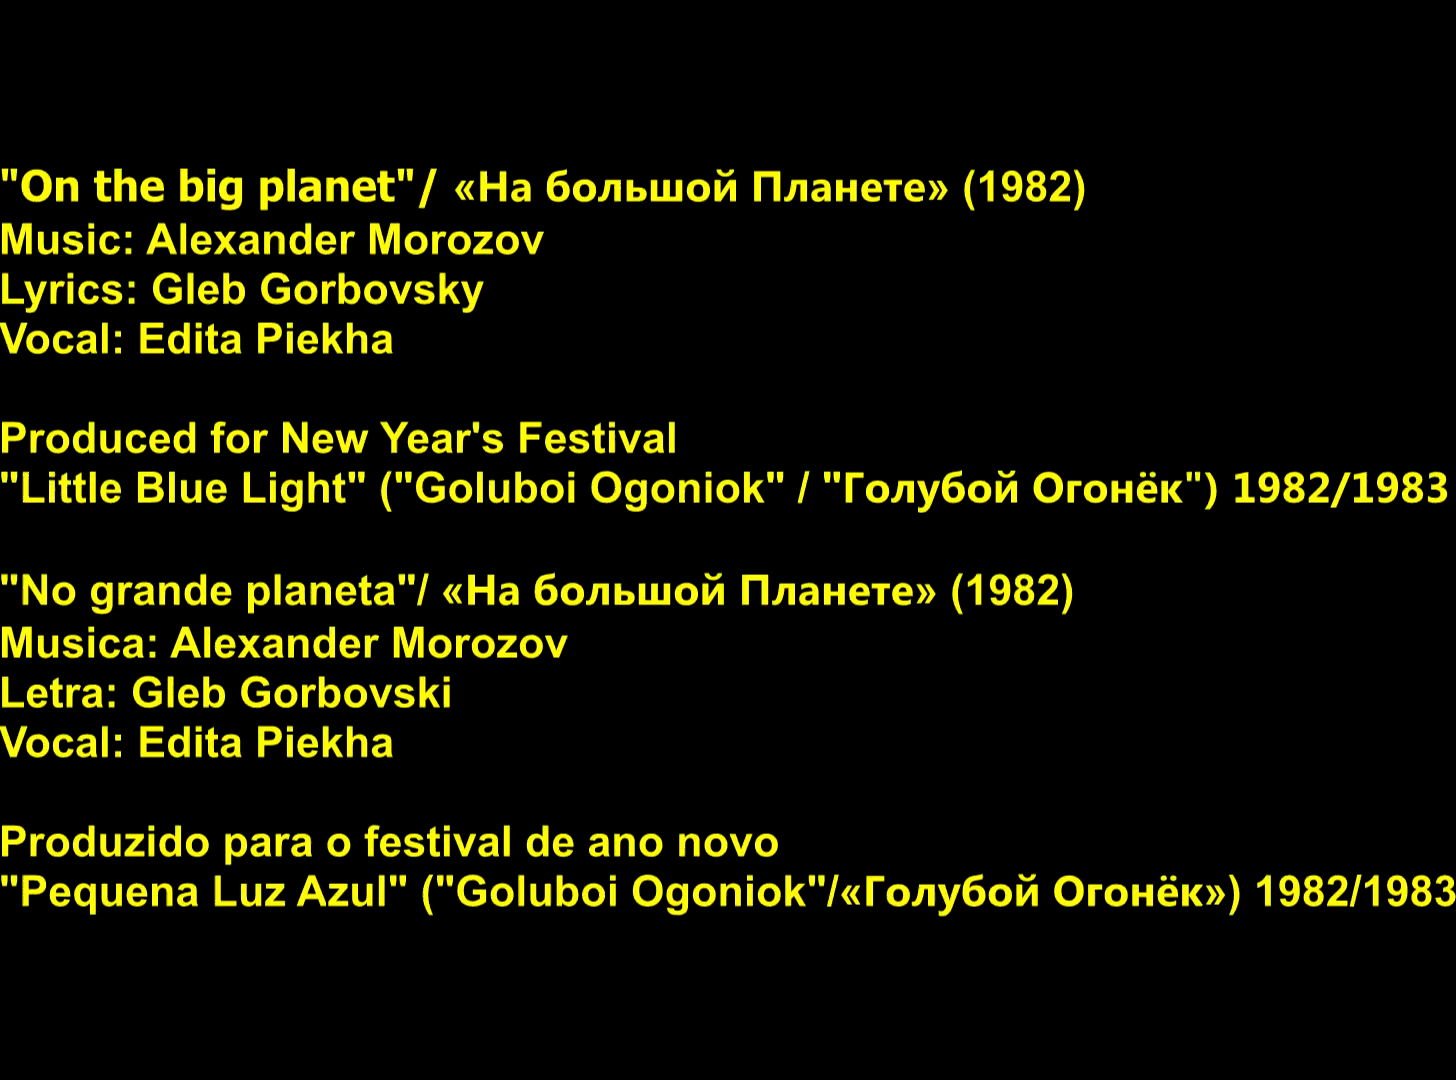 "On the big planet"/ «На большой Планете» (1982)
Music: Alexander Morozov
Lyrics: Gleb Gorbovsky
Vocal: Edita Piekha
Produced for New Year's Festival
"Little Blue Light" ("Goluboi Ogoniok" / "Голубой Огонёк") 1982/1983
"No grande planeta"/ «На большой Планете» (1982)
Musica: Alexander Morozov
Letra: Gleb Gorbovski
Vocal: Edita Piekha
Produzido para o festival de ano novo
"Pequena Luz Azul" ("Goluboi Ogoniok"/«Голубой Огонёк») 1982/1983